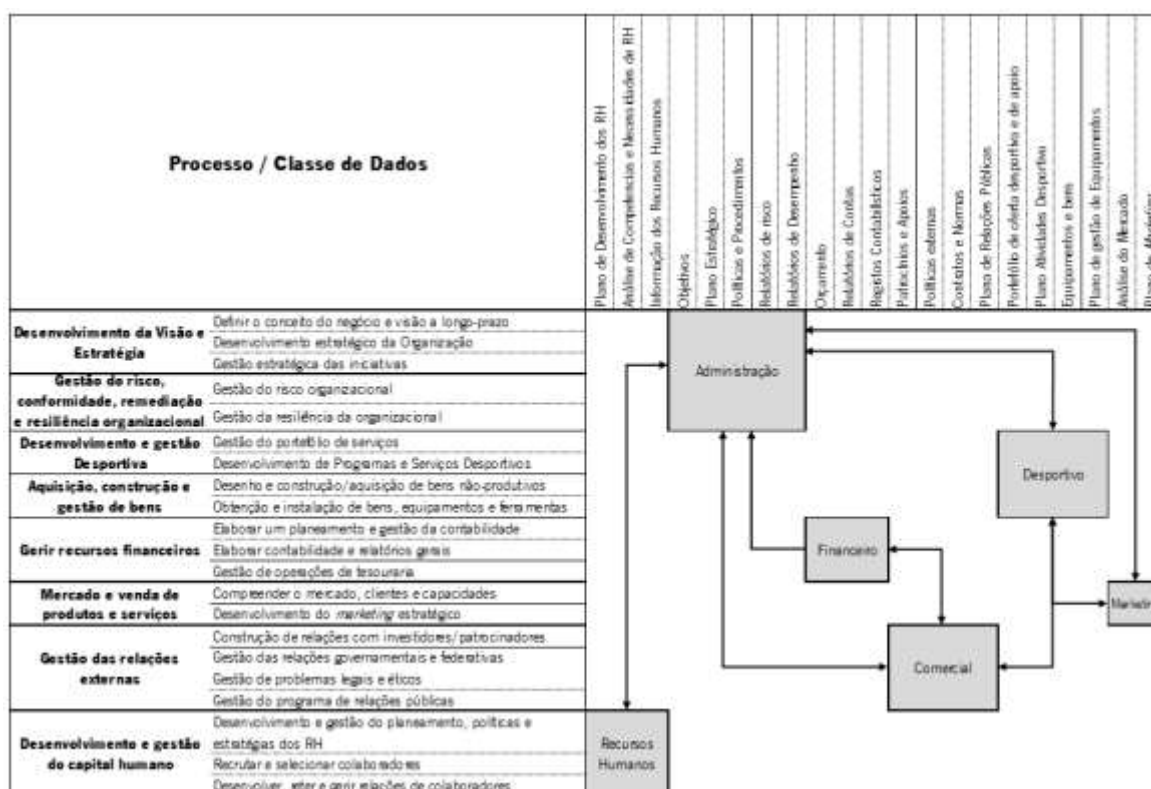 Processo / Classe de Dados
Plano de Desenvolvimento dos RH
Análise de Competencias e Necessidades de RH
Informação dos Recursos Humanos
Objetivos
Plano Estratégico
Políticas e Procedimentos
Relatórios de risco
Relatórios de Desempenho
Orçamento
Relatórios de Contas
Registos Contabilísticos
Patrocínios e Apoios
Políticas externas
Contratos e Normas
Plano de Relações Públicas
Portefólio de oferta desportiva e de apoio
Plano Atividades Desportivo
Equipamentos e bens
Plano de gestão de Equipamentos
Análise do Mercado
Plano de Marketing
Desenvolvimento da Visão e
Estratégia
Definir o conceito do negócio e visão a longo-prazo
Desenvolvimento estratégico da Organização
Gestão estratégica das iniciativas
Gestão do risco,
conformidade, remediação
e resiliência organizacional
Gestão do risco organizacional
Gestão da resiliência da organizacional
Desenvolvimento e gestão
Desportiva
Gestão do portefólio de serviços
Desenvolvimento de Programas e Serviços Desportivos
Aquisição, construção e
gestão de bens
Desenho e construção/aquisição de bens não-produtivos
Obtenção e instalação de bens, equipamentos e ferramentas
Gerir recursos financeiros
Elaborar um planeamento e gestão da contabilidade
Elaborar contabilidade e relatórios gerais
Gestão de operações de tesouraria
Mercado e venda de
produtos e serviços
Compreender o mercado, clientes e capacidades
Desenvolvimento do marketing estratégico
Gestão das relações
externas
Construção de relações com investidores/patrocinadores
Gestão das relações governamentais e federativas
Gestão de problemas legais e éticos
Gestão do programa de relações públicas
Desenvolvimento e gestão
do capital humano
Desenvolvimento e gestão do planeamento, políticas e
estratégias dos RH
Recrutar e selecionar colaboradores
Desenvolver, reter e gerir relações de colaboradores
Administração
Desportivo
Financeiro
Marketin
Comercial
Recursos
Humanos